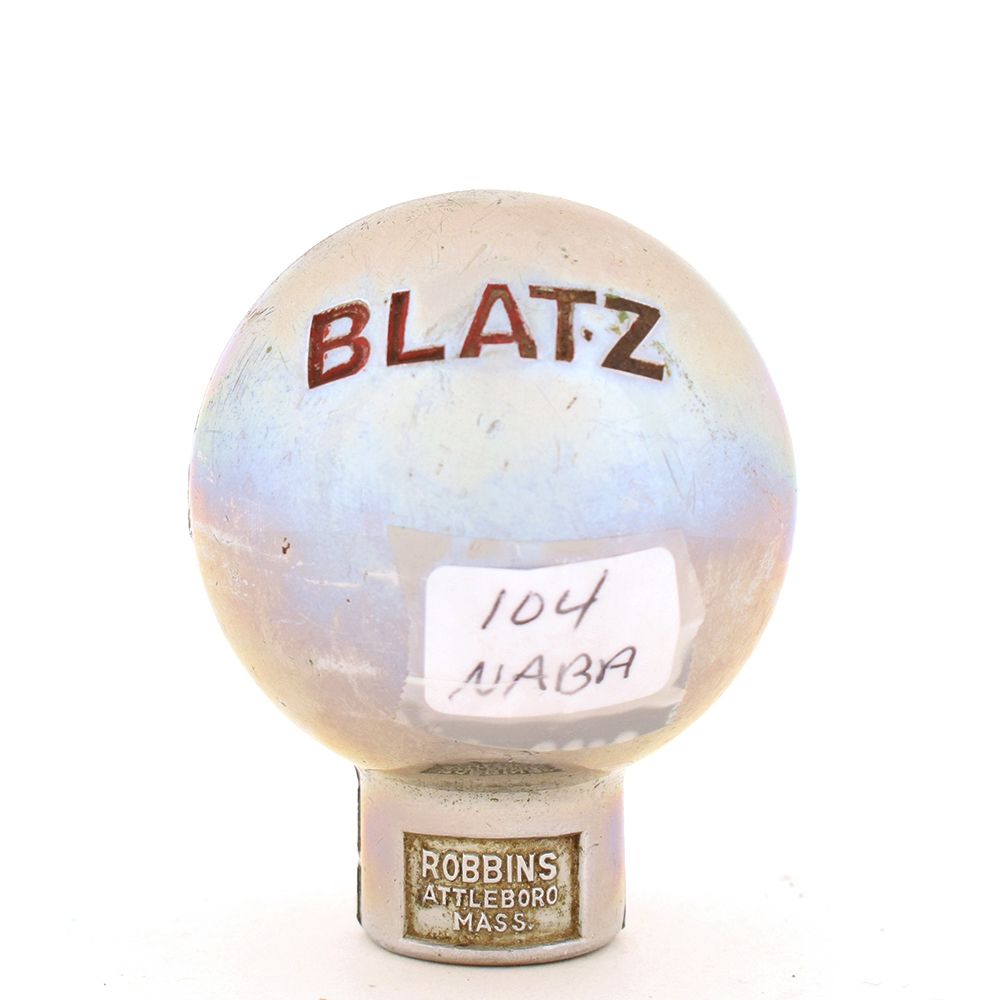 BLATZ
104
NABA
ROBBINS
ATTLEBORO
MASS.